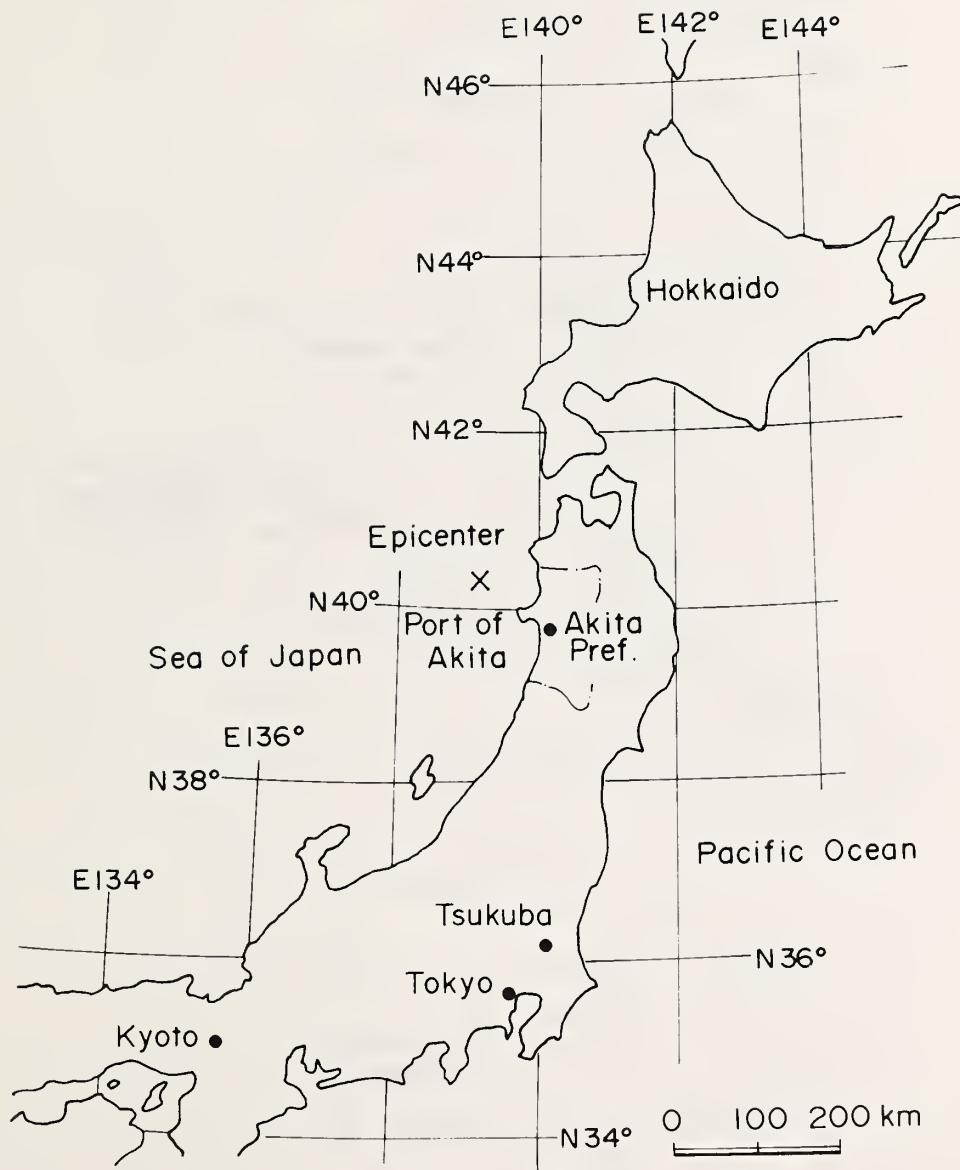 E140° E142° E144°
N46°
N44°
Hokkaido
N42°
Epicenter
N40°
Port of
Akita
Akita
Pref.
Sea of Japan
E136°
N38°
Pacific Ocean
E134°
Tsukuba
N36°
Tokyo
Kyoto
0 100 200 km
N34°